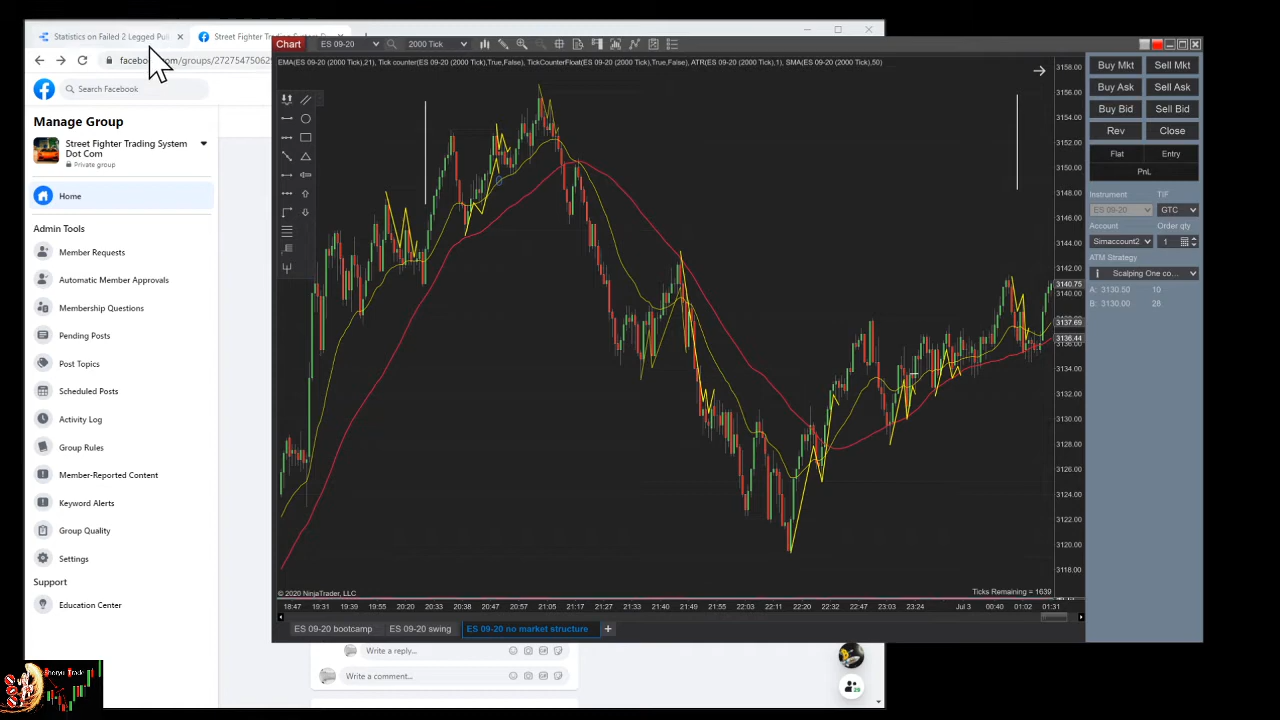 Statistics on Failed 2 Legged Pull
Street Fighter Trading System D
facebook.com/groups/27275475062
Search Facebook
Manage Group
Street Fighter Trading System
Dot Com
Private group
Home
Admin Tools
Member Requests
Automatic Member Approvals
Membership Questions
Pending Posts
Post Topics
Scheduled Posts
Activity Log
Group Rules
Member-Reported Content
Keyword Alerts
Group Quality
Settings
Support
Education Center
Shoryu Trade
Chart
ES 09-20
2000 Tick
EMA(ES 09-20 (2000 Tick),21), Tick counter(ES 09-20 (2000 Tick),True,False), TickCounterFloat(ES 09-20 (2000 Tick),True,False), ATR(ES 09-20 (2000 Tick),1), SMA(ES 09-20 (2000 Tick),50)
3158.00
3156.00
3154.00
3152.00
3150.00
3148.00
3146.00
3144.00
3142.00
3140.75
3140.00
3137.69
3136.44
3134.00
3132.00
3130.00
3128.00
3126.00
3124.00
3122.00
3120.00
3118.00
© 2020 NinjaTrader, LLC
Ticks Remaining = 1639
18:47 19:31 19:36 19:55 20:20 20:33 20:38 20:47 20:57 21:05 21:17 21:27 21:33 21:40 21:49 21:55 22:03 22:11 22:20 22:32 22:47 23:03 23:24 Jul 3 00:40 01:02 01:31
ES 09-20 bootcamp
ES 09-20 swing
ES 09-20 no market structure
+
Buy Mkt Sell Mkt
Buy Ask Sell Ask
Buy Bid Sell Bid
Rev Close
Flat Entry
PnL
Instrument TIF
ES 09-20 GTC
Account Order qty
Simaccount2 1
ATM Strategy
Scalping One co...
A: 3130.50 10
B: 3130.00 28
Write a reply...
Write a comment...
29